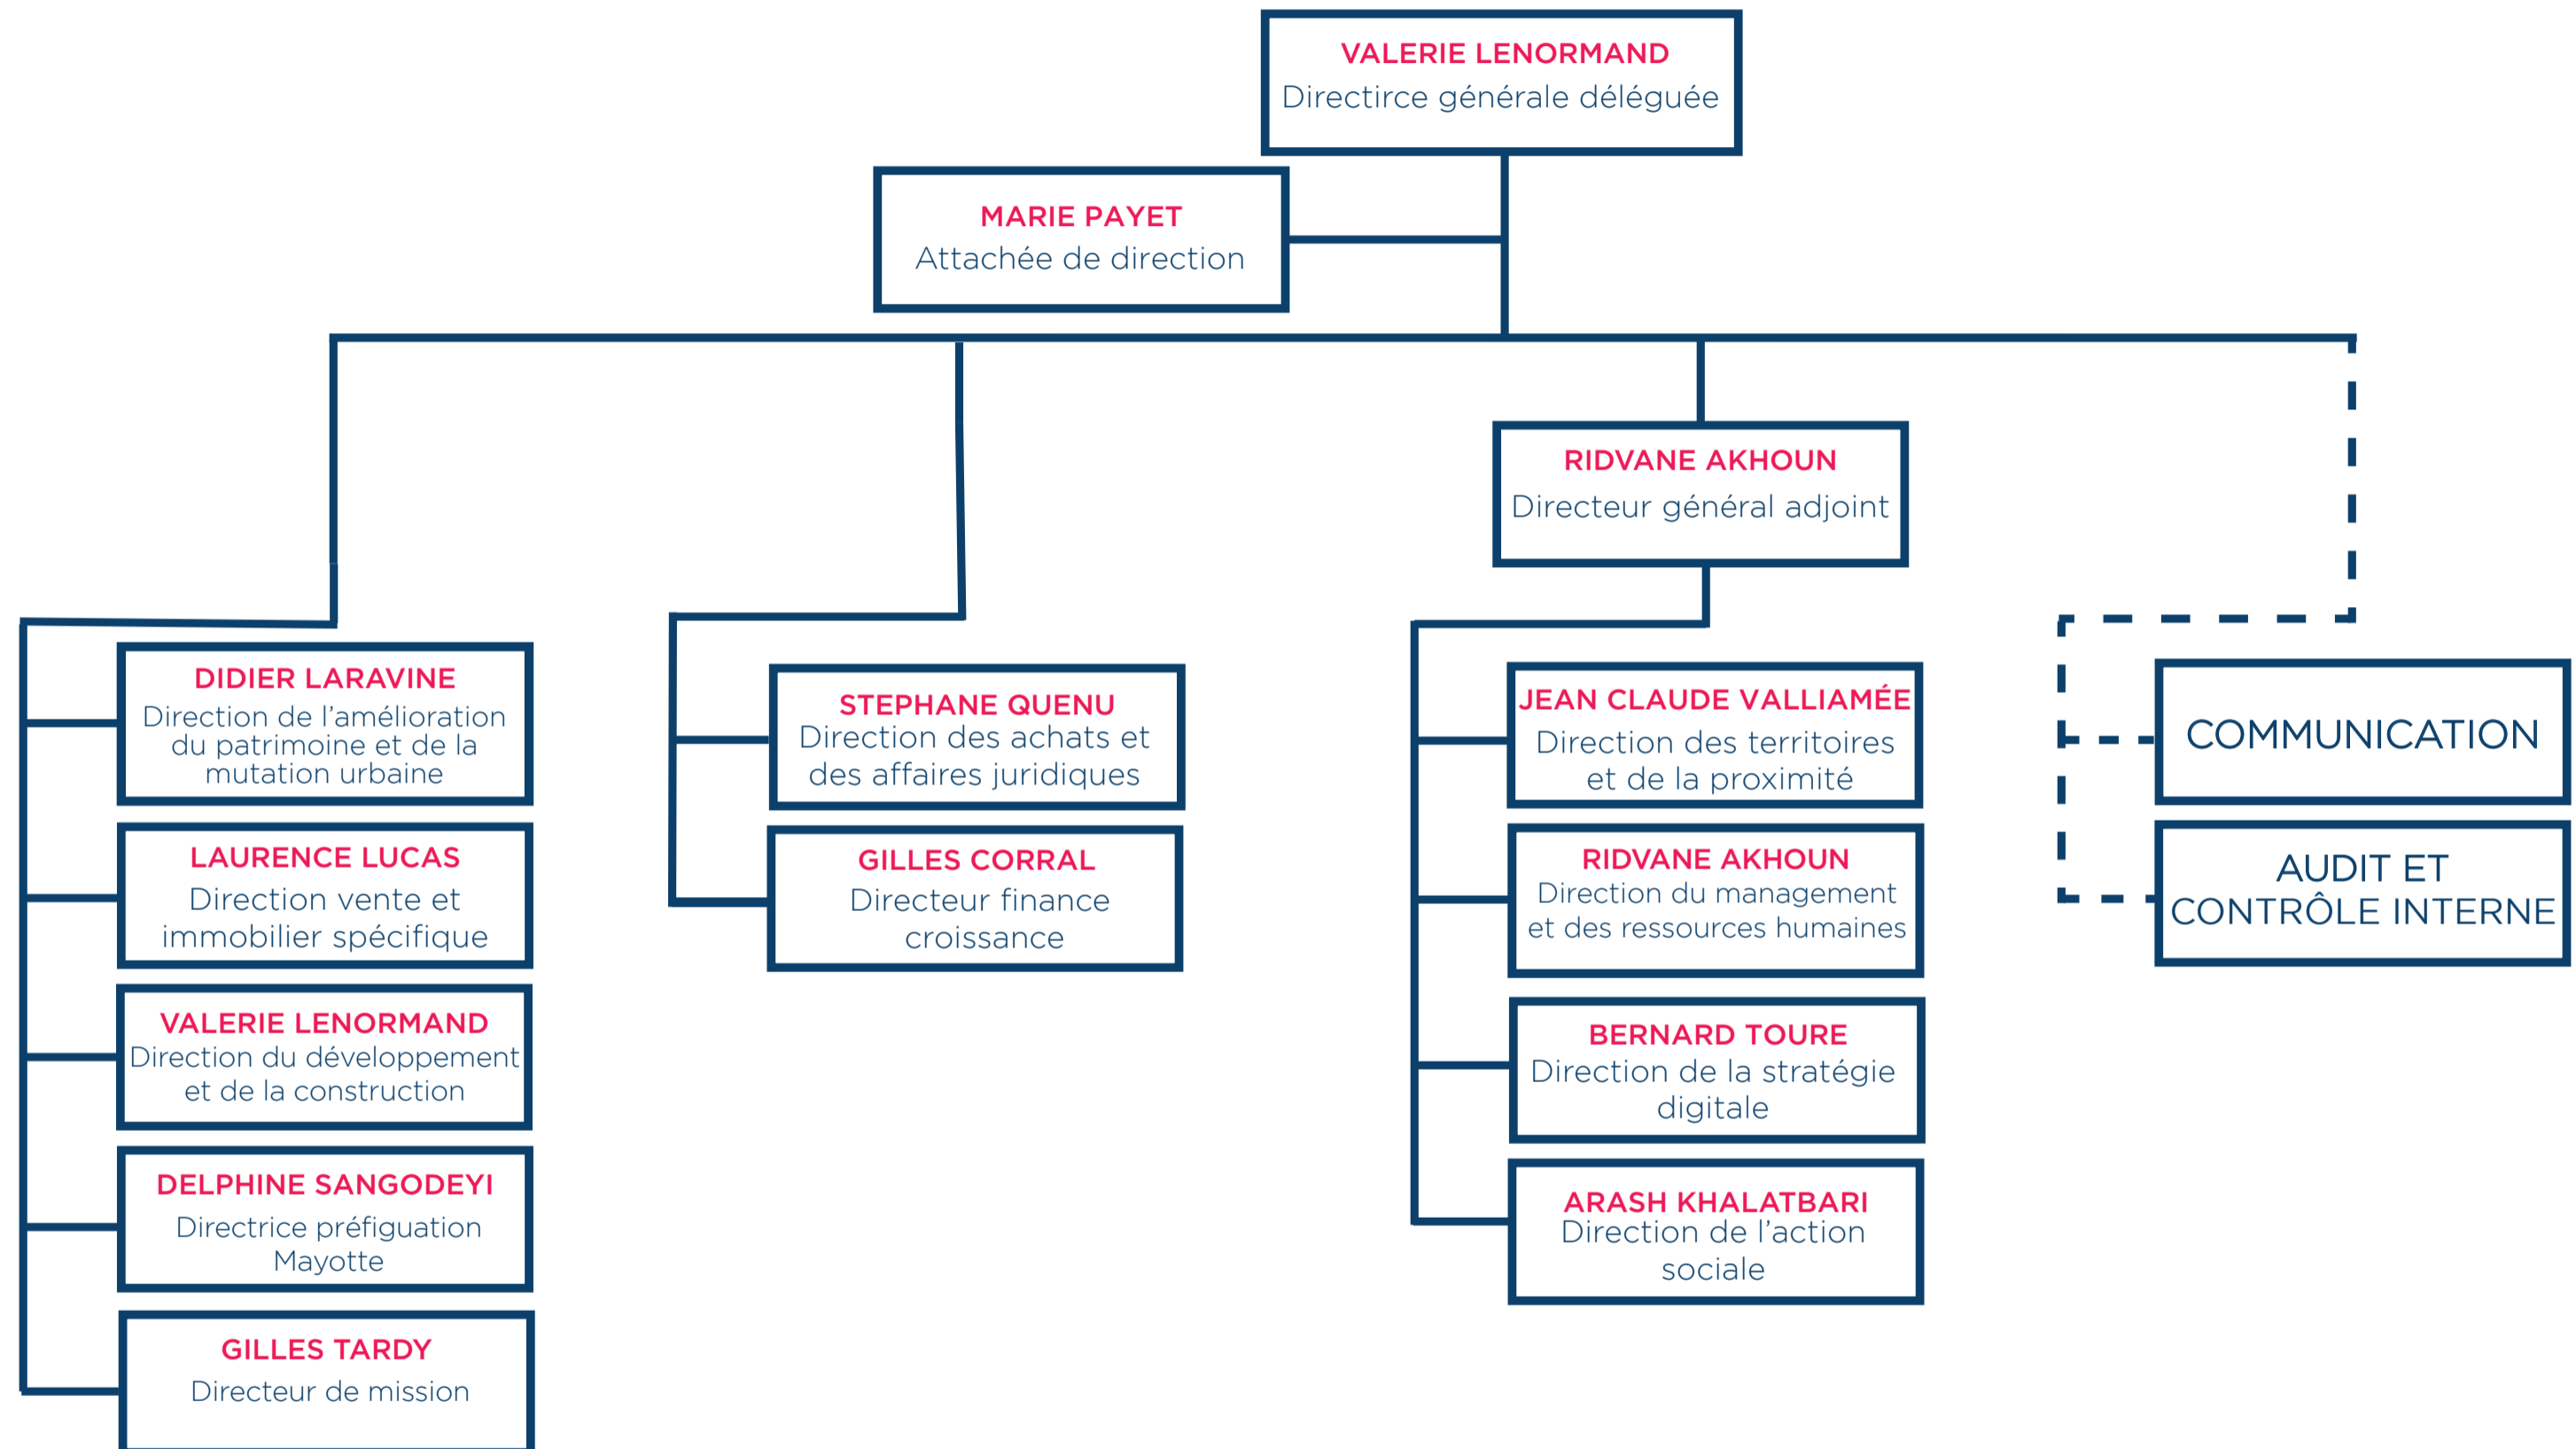 VALERIE LENORMAND
Directirce générale déléguée
MARIE PAYET
Attachée de direction
RIDVANE AKHOUN
Directeur général adjoint
DIDIER LARAVINE
Direction de l'amélioration
du patrimoine et de la
mutation urbaine
LAURENCE LUCAS
Direction vente et
immobilier spécifique
VALERIE LENORMAND
Direction du développement
et de la construction
DELPHINE SANGODEYI
Directrice préfiguation
Mayotte
GILLES TARDY
Directeur de mission
STEPHANE QUENU
Direction des achats et
des affaires juridiques
GILLES CORRAL
Directeur finance
croissance
JEAN CLAUDE VALLIAMÉE
Direction des territoires
et de la proximité
RIDVANE AKHOUN
Direction du management
et des ressources humaines
BERNARD TOURE
Direction de la stratégie
digitale
ARASH KHALATBARI
Direction de l'action
sociale
COMMUNICATION
AUDIT ET
CONTRÔLE INTERNE